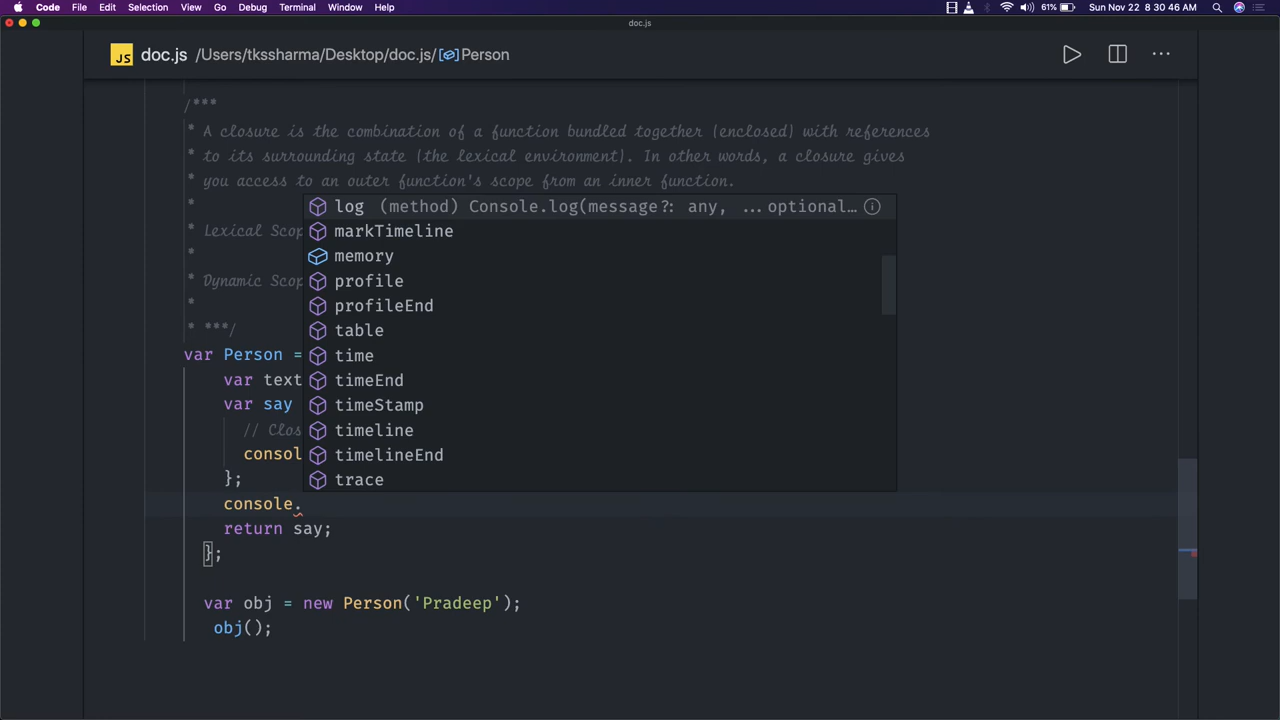 Code File Edit Selection View Go Debug Terminal Window Help 61% Sun Nov 22 8 30 46 AM
doc.js
JS doc.js /Users/tkssharma/Desktop/doc.js/ Person ...
/***
* A closure is the combination of a function bundled together (enclosed) with references
* to its surrounding state (the lexical environment). In other words, a closure gives
* you access to an outer function's scope from an inner function.
*
log (method) Console.log(message?: any, ...optional…
* Lexical Scop
markTimeline
*
memory
* Dynamic Scop
profile
*
profileEnd
* ***/
table
var Person =
time
var text
timeEnd
var say
timeStamp
// Clos
timeline
consol
timelineEnd
};
trace
console.
return say;
};
var obj = new Person('Pradeep');
obj();